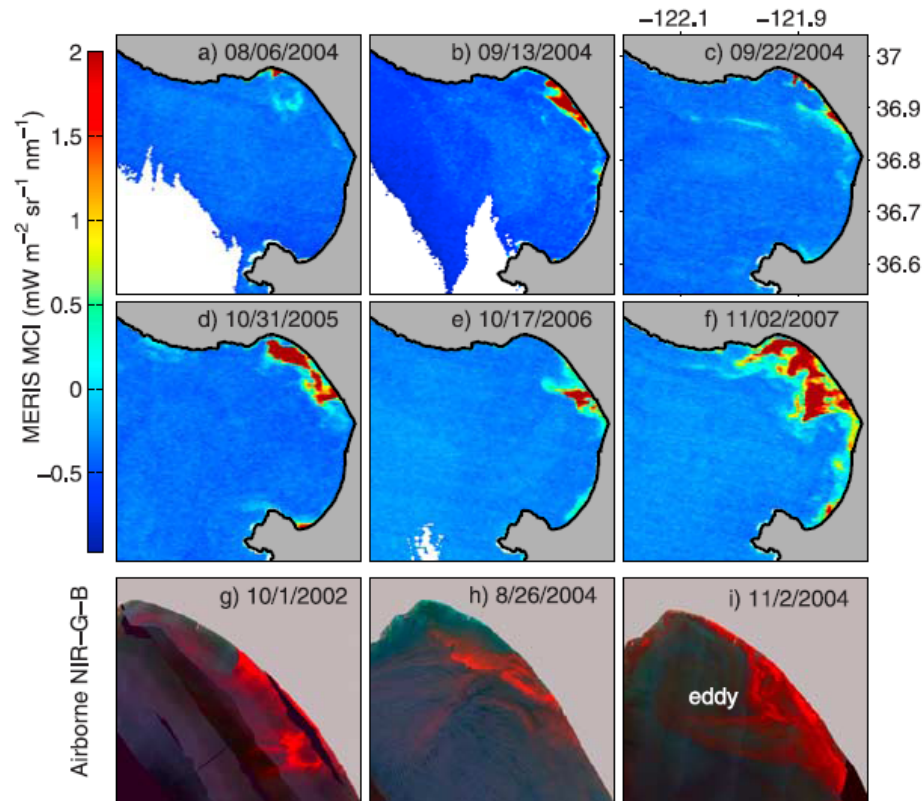 −122.1 −121.9
a) 08/06/2004
b) 09/13/2004
c) 09/22/2004
37
36.9
36.8
36.7
36.6
2
1.5
1
0.5
0
−0.5
MERIS MCI (mW m⁻² sr⁻¹ nm⁻¹)
d) 10/31/2005
e) 10/17/2006
f) 11/02/2007
Airborne NIR−G−B
g) 10/1/2002
h) 8/26/2004
i) 11/2/2004
eddy